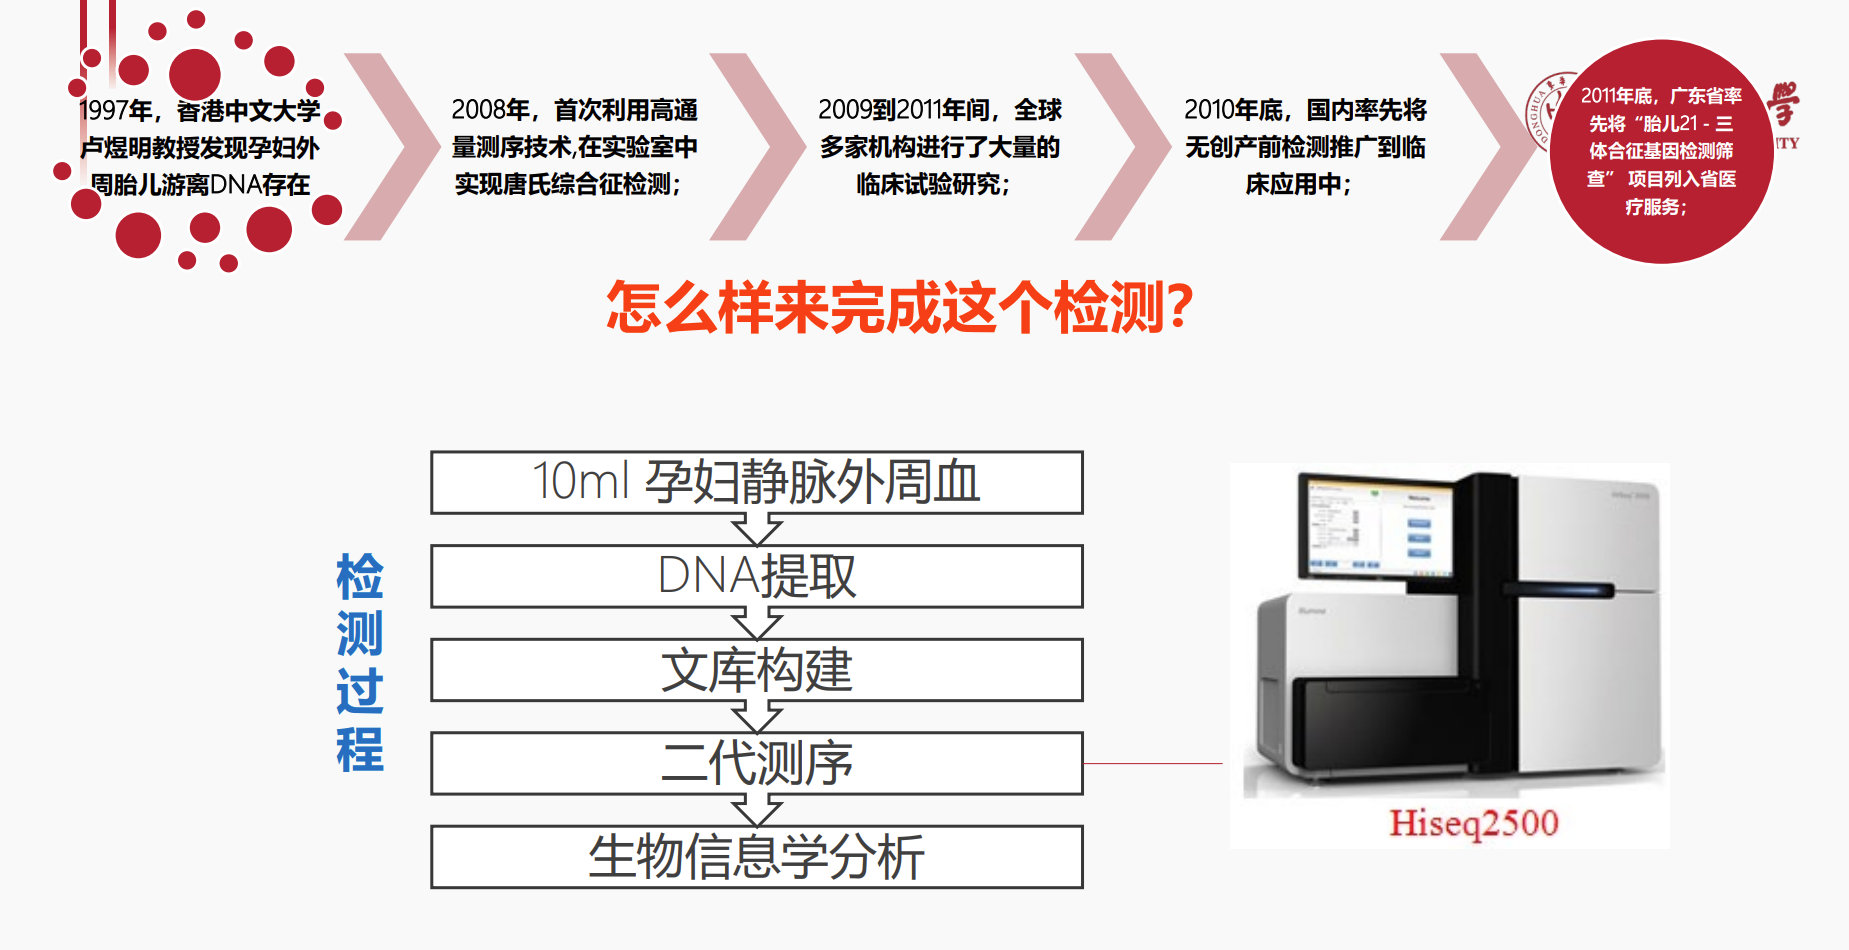 1997年，香港中文大学
卢煜明教授发现孕妇外
周胎儿游离DNA存在
2008年，首次利用高通
量测序技术,在实验室中
实现唐氏综合征检测；
2009到2011年间，全球
多家机构进行了大量的
临床试验研究；
2010年底，国内率先将
无创产前检测推广到临
床应用中；
2011年底，广东省率
先将“胎儿21－三
体合征基因检测筛
查” 项目列入省医
疗服务；
DONGHUA
學
ITY
怎么样来完成这个检测？
检
测
过
程
10ml 孕妇静脉外周血
DNA提取
文库构建
二代测序
生物信息学分析
Hiseq2500